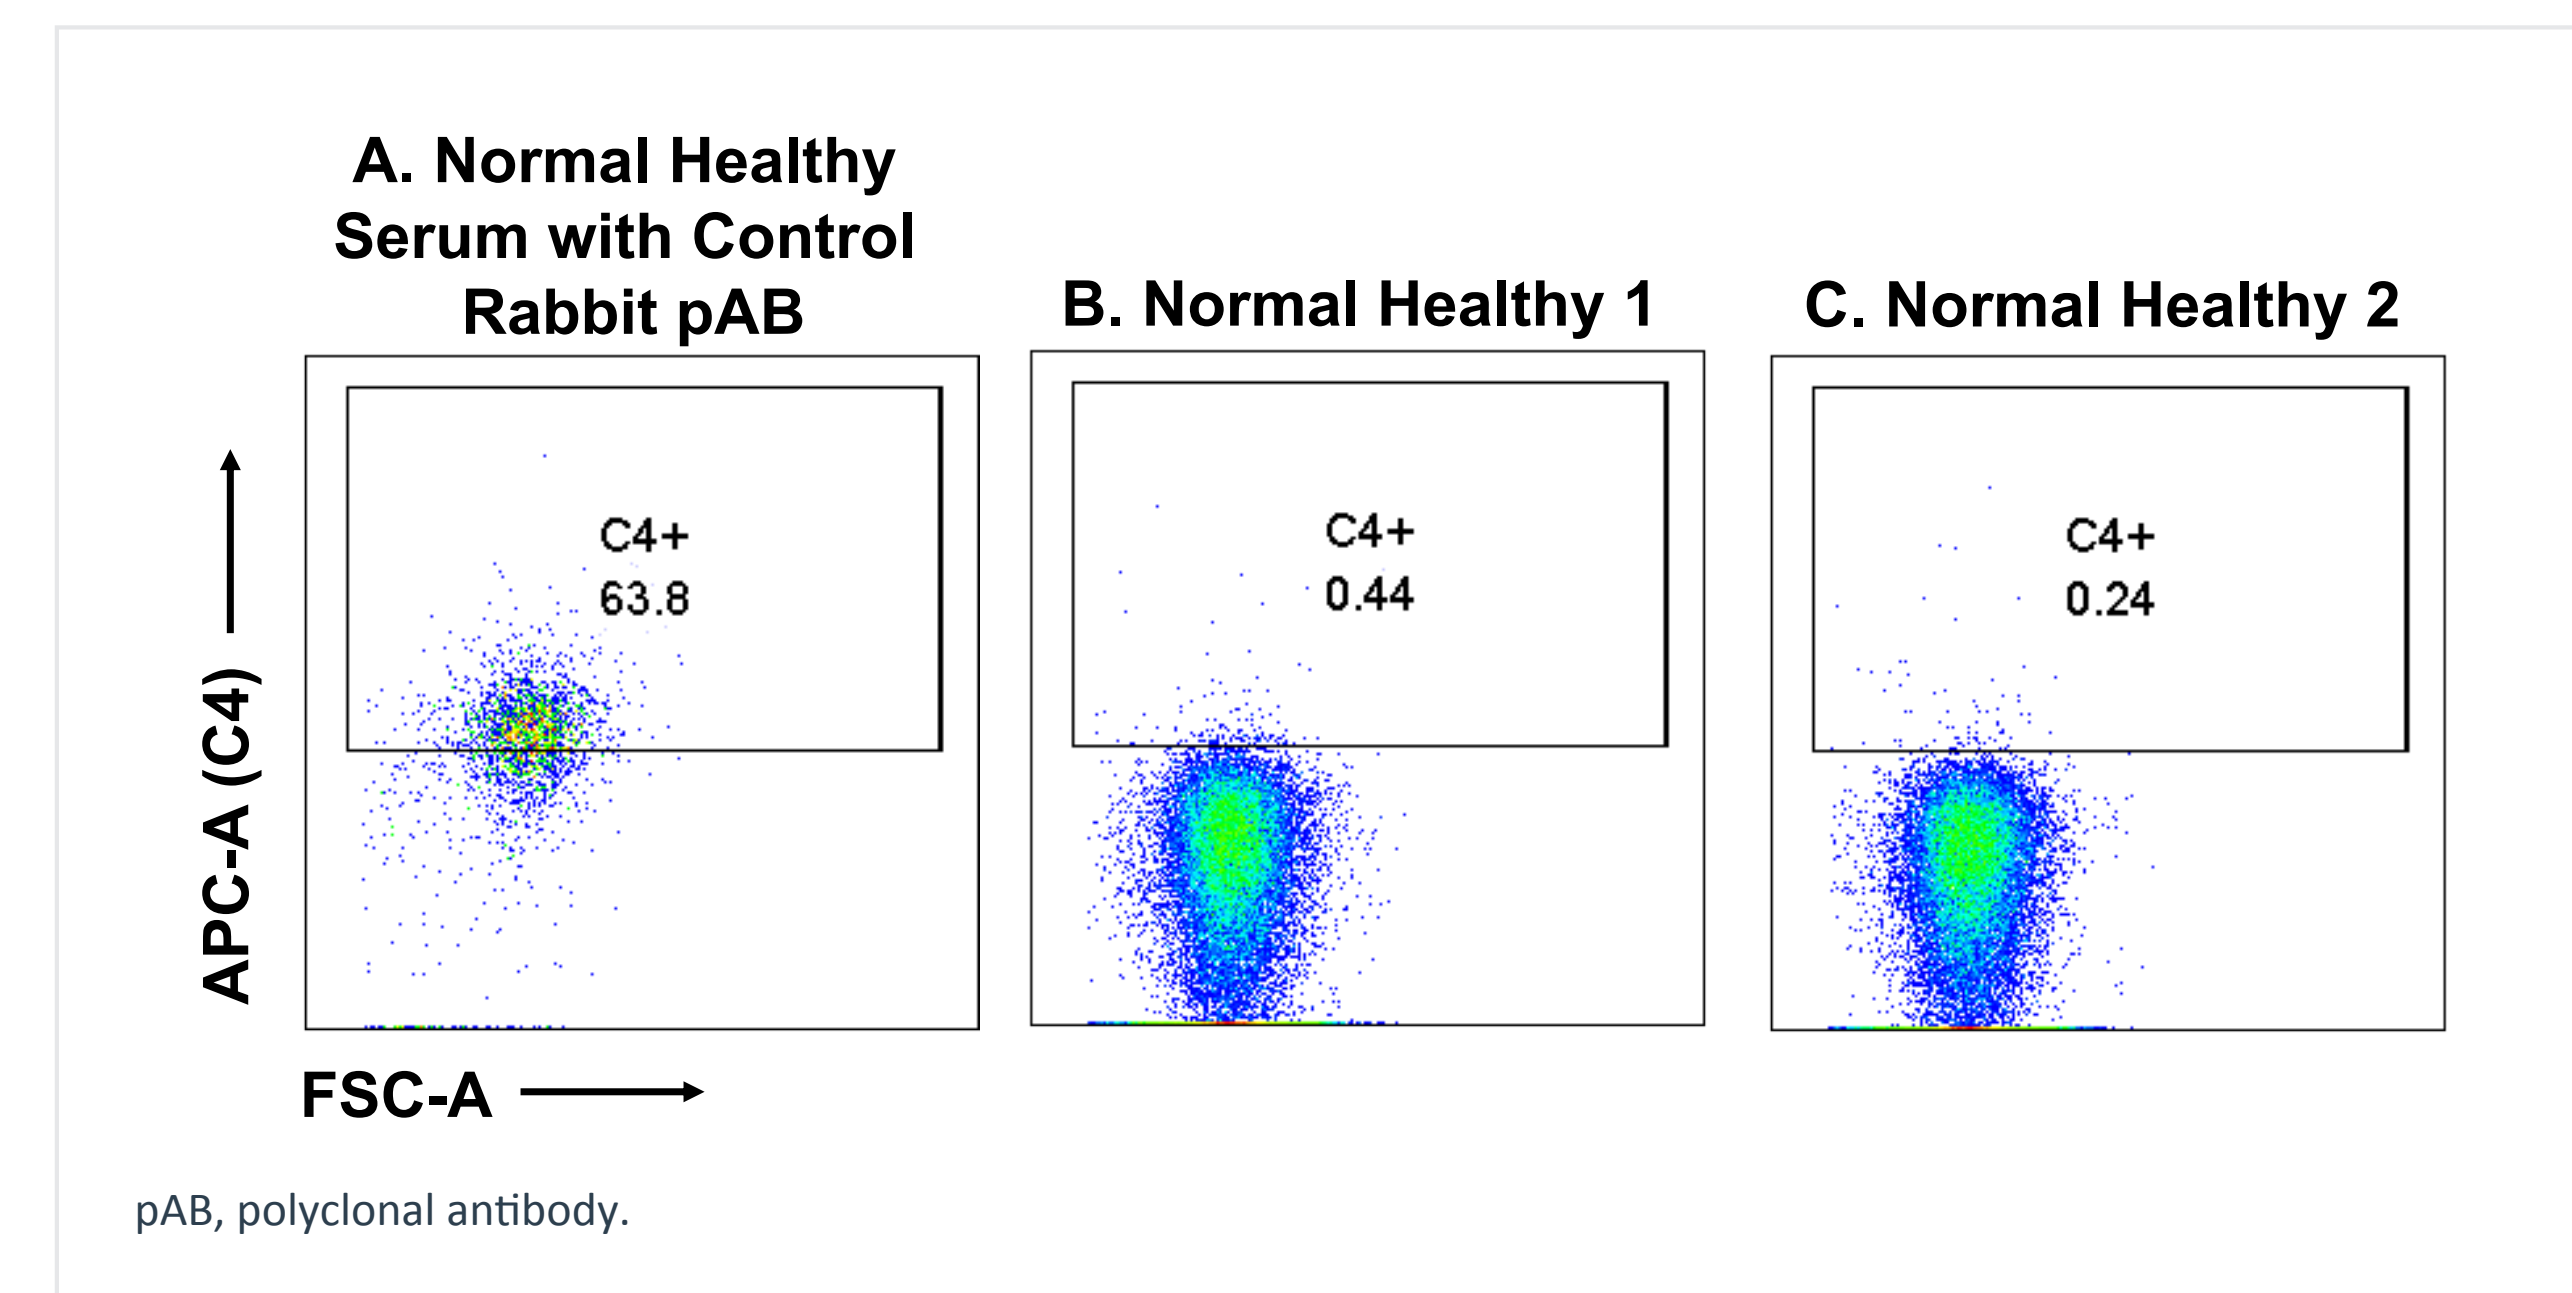 A. Normal Healthy
Serum with Control
Rabbit pAB
B. Normal Healthy 1
C. Normal Healthy 2
C4+
63.8
C4+
0.44
C4+
0.24
APC-A (C4)
FSC-A
pAB, polyclonal antibody.